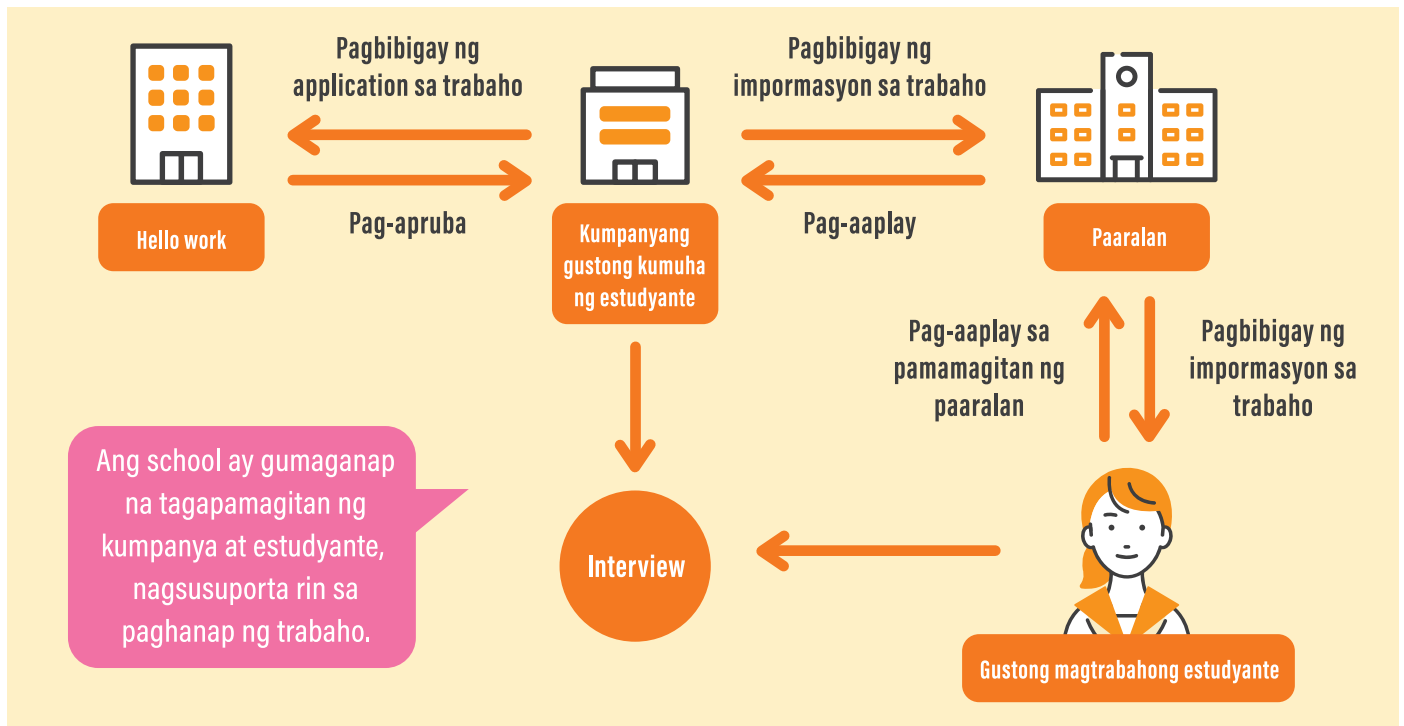 Pagbibigay ng
application sa trabaho
Pagbibigay ng
impormasyon sa trabaho
Pag-apruba
Pag-aaplay
Hello work
Kumpanyang
gustong kumuha
ng estudyante
Paaralan
Pag-aaplay sa
pamamagitan ng
paaralan
Pagbibigay ng
impormasyon sa
trabaho
Ang school ay gumaganap
na tagapamagitan ng
kumpanya at estudyante,
nagsusuporta rin sa
paghanap ng trabaho.
Interview
Gustong magtrabahong estudyante